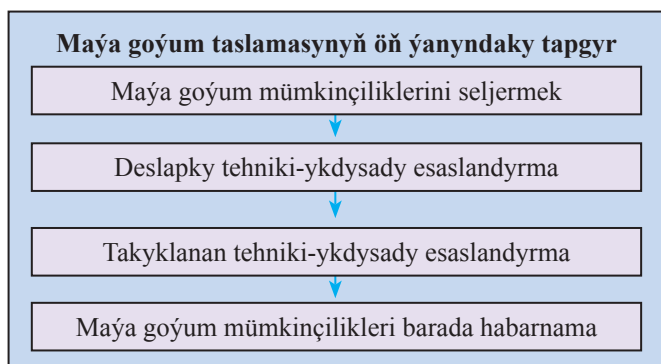 Maýa goýum taslamasynyň öň ýanyndaky tapgyr
Maýa goýum mümkinçiliklerini seljermek
Deslapky tehniki-ykdysady esaslandyrma
Takyklanan tehniki-ykdysady esaslandyrma
Maýa goýum mümkinçilikleri barada habarnama